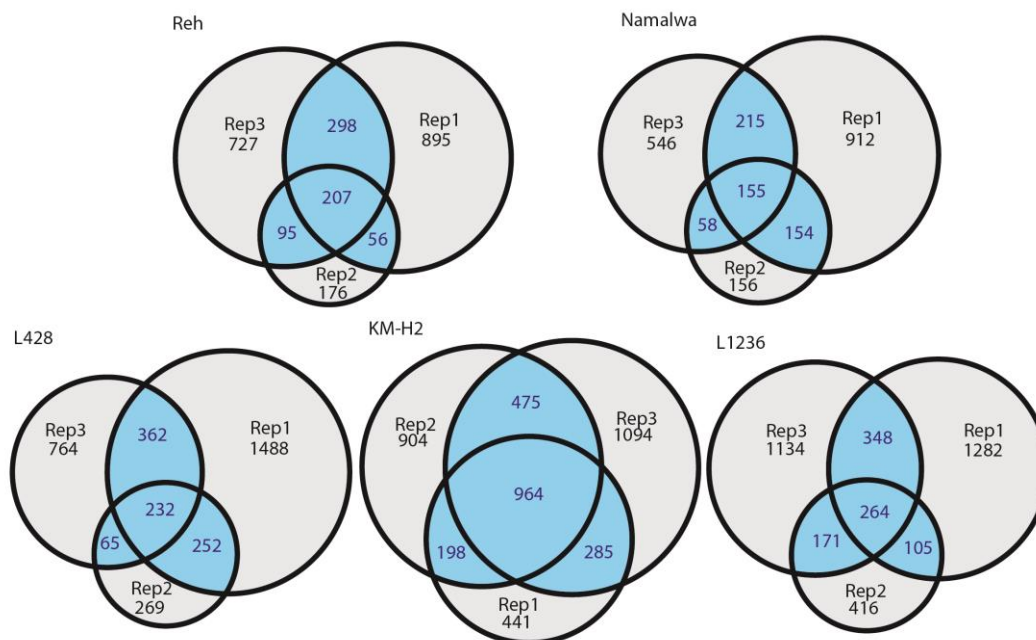 Reh
Rep3
727
298
Rep1
895
207
95
56
Rep2
176
Namalwa
Rep3
546
215
Rep1
912
155
58
154
Rep2
156
L428
Rep3
764
362
Rep1
1488
232
65
252
Rep2
269
KM-H2
Rep2
904
475
Rep3
1094
964
198
285
Rep1
441
L1236
Rep3
1134
348
Rep1
1282
264
171
105
Rep2
416